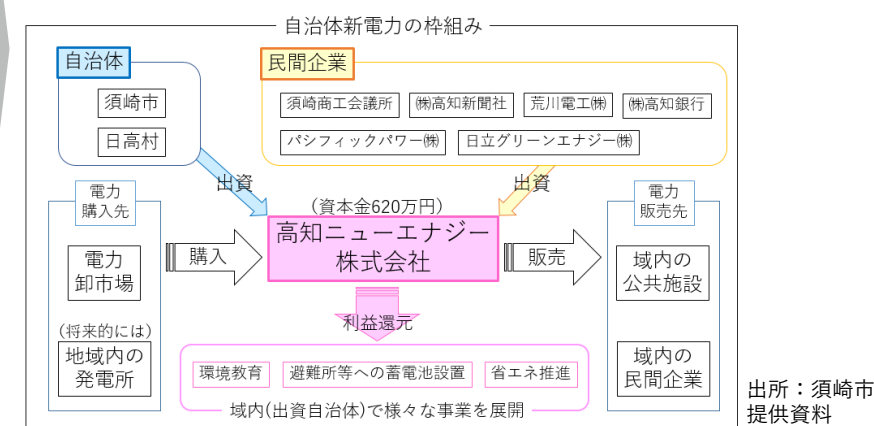 自治体新電力の枠組み
自治体
民間企業
須崎市
日高村
須崎商工会議所
㈱高知新聞社
荒川電工㈱
㈱高知銀行
パシフィックパワー㈱
日立グリーンエナジー㈱
出資
出資
電力
購入先
(資本金620万円)
電力
販売先
電力
卸市場
購入
高知ニューエナジー
株式会社
販売
域内の
公共施設
(将来的には)
地域内の
発電所
利益還元
域内の
民間企業
環境教育
避難所等への蓄電池設置
省エネ推進
域内(出資自治体)で様々な事業を展開
出所：須崎市
提供資料